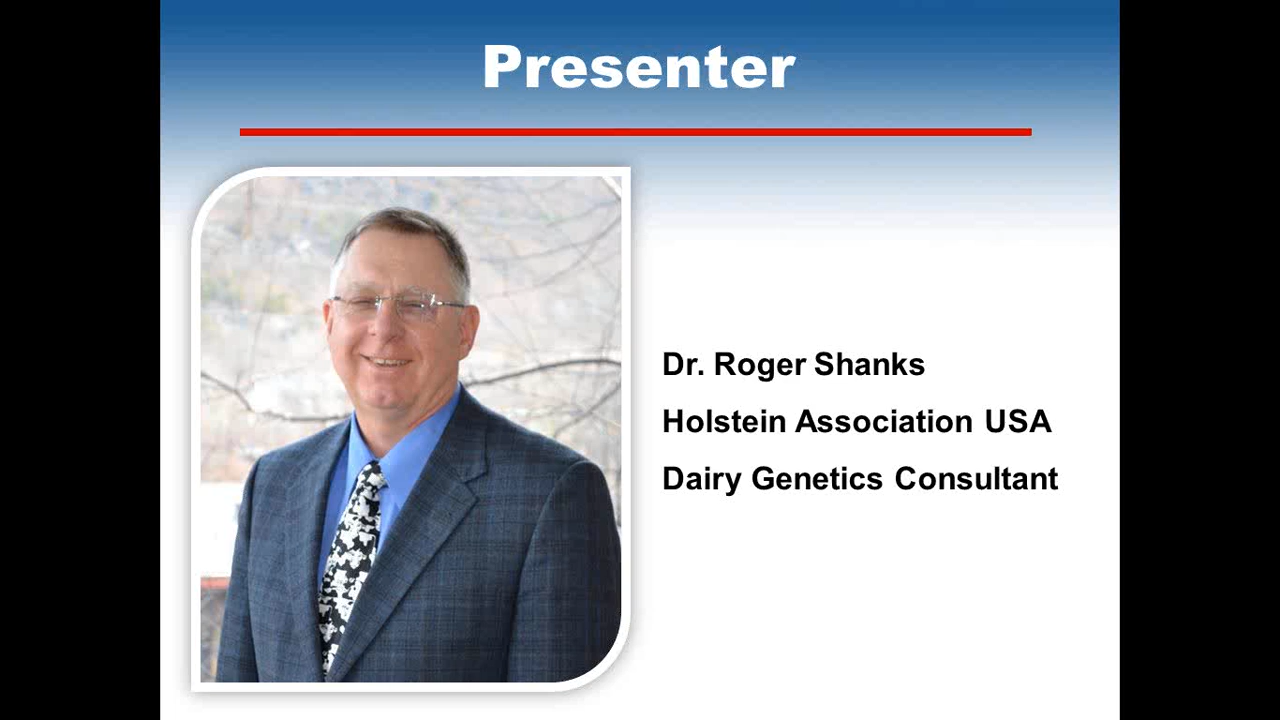 Presenter
Dr. Roger Shanks
Holstein Association USA
Dairy Genetics Consultant